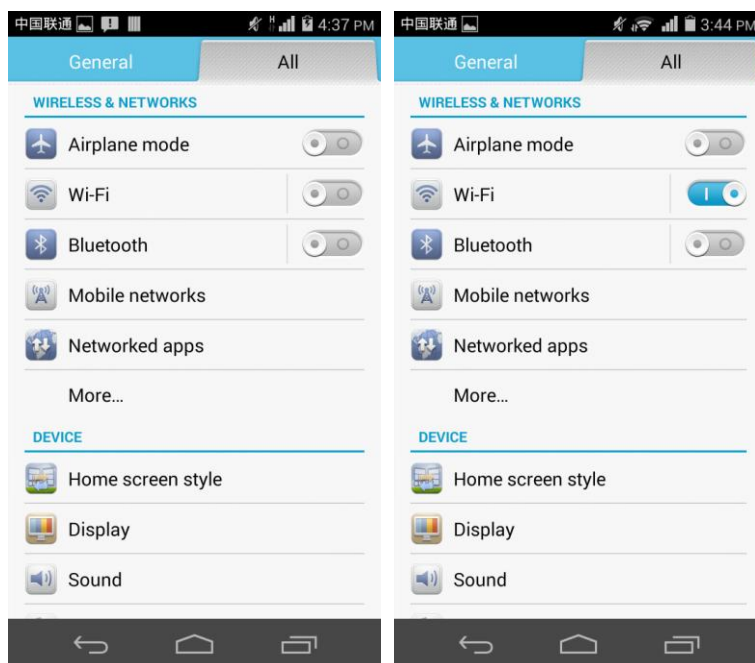 中国联通 H 4:37 PM
General All
WIRELESS & NETWORKS
Airplane mode
Wi-Fi
Bluetooth
Mobile networks
Networked apps
More...
DEVICE
Home screen style
Display
Sound
中国联通 3:44 PM
General All
WIRELESS & NETWORKS
Airplane mode
Wi-Fi
Bluetooth
Mobile networks
Networked apps
More...
DEVICE
Home screen style
Display
Sound